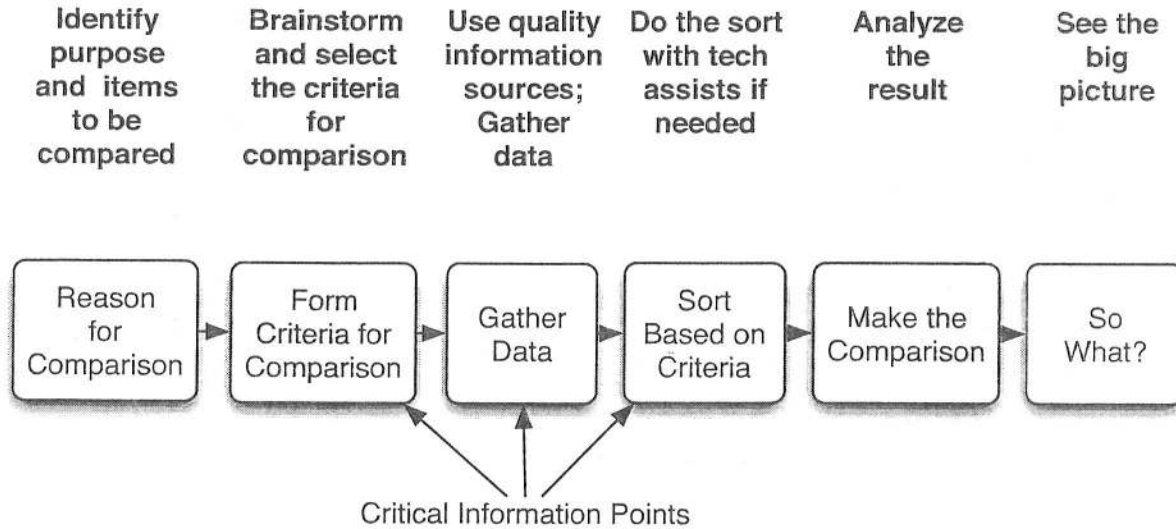 Identify
purpose
and items
to be
compared
Brainstorm
and select
the criteria
for
comparison
Use quality
information
sources;
Gather
data
Do the sort
with tech
assists if
needed
Analyze
the
result
See the
big
picture
Reason
for
Comparison
Form
Criteria for
Comparison
Gather
Data
Sort
Based on
Criteria
Make the
Comparison
So
What?
Critical Information Points